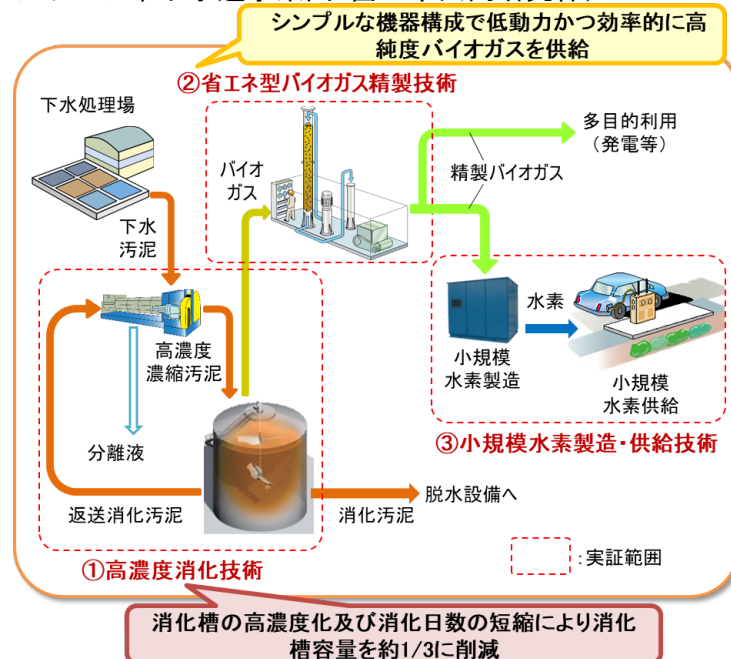 シンプルな機器構成で低動力かつ効率的に高
純度バイオガスを供給
②省エネ型バイオガス精製技術
下水処理場
バイオ
ガス
多目的利用
（発電等）
精製バイオガス
下水
汚泥
高濃度
濃縮汚泥
水素
小規模
水素製造
小規模
水素供給
③小規模水素製造・供給技術
分離液
返送消化汚泥
消化汚泥
脱水設備へ
①高濃度消化技術
：実証範囲
消化槽の高濃度化及び消化日数の短縮により消化
槽容量を約1/3に削減